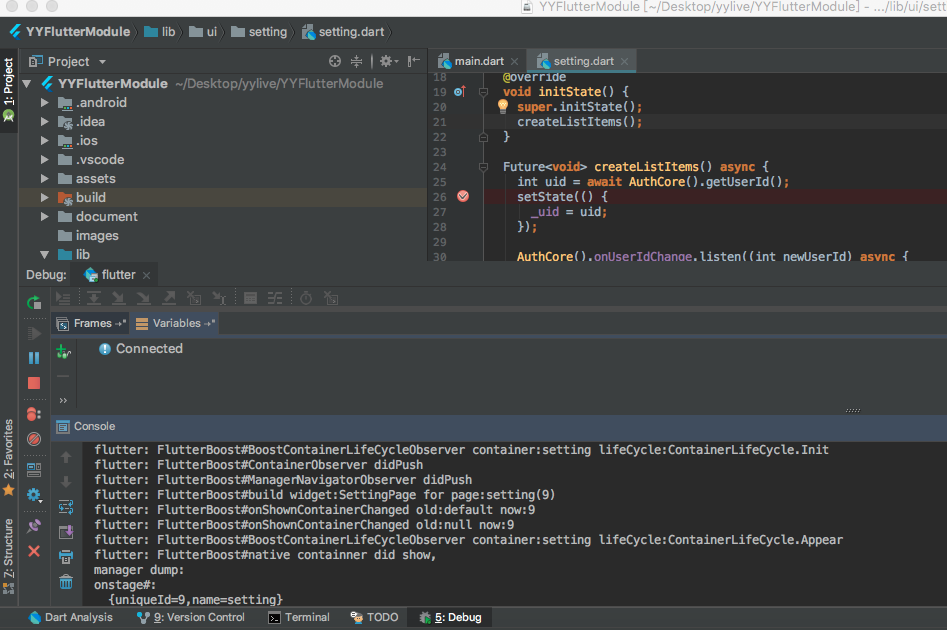 YYFlutterModule [~/Desktop/yylive/YYFlutterModule] - .../lib/ui/sett
YYFlutterModule lib ui setting setting.dart
1: Project
Project
main.dart setting.dart
YYFlutterModule ~/Desktop/yylive/YYFlutterModule
.android
.idea
.ios
.vscode
assets
build
document
images
lib
18 @override
19 void initState() {
20 super.initState();
21 createListItems();
22 }
23
24 Future<void> createListItems() async {
25 int uid = await AuthCore().getUserId();
26 setState(() {
27 _uid = uid;
28 });
29
30 AuthCore().onUserIdChange.listen((int newUserId) async {
Debug: flutter
Frames Variables
Connected
>>
2: Favorites
7: Structure
Console
flutter: FlutterBoost#BoostContainerLifeCycleObserver container:setting lifeCycle:ContainerLifeCycle.Init
flutter: FlutterBoost#ContainerObserver didPush
flutter: FlutterBoost#ManagerNavigatorObserver didPush
flutter: FlutterBoost#build widget:SettingPage for page:setting(9)
flutter: FlutterBoost#onShownContainerChanged old:default now:9
flutter: FlutterBoost#onShownContainerChanged old:null now:9
flutter: FlutterBoost#BoostContainerLifeCycleObserver container:setting lifeCycle:ContainerLifeCycle.Appear
flutter: FlutterBoost#native containner did show,
manager dump:
onstage#:
{uniqueId=9,name=setting}
Dart Analysis 9: Version Control Terminal TODO 5: Debug